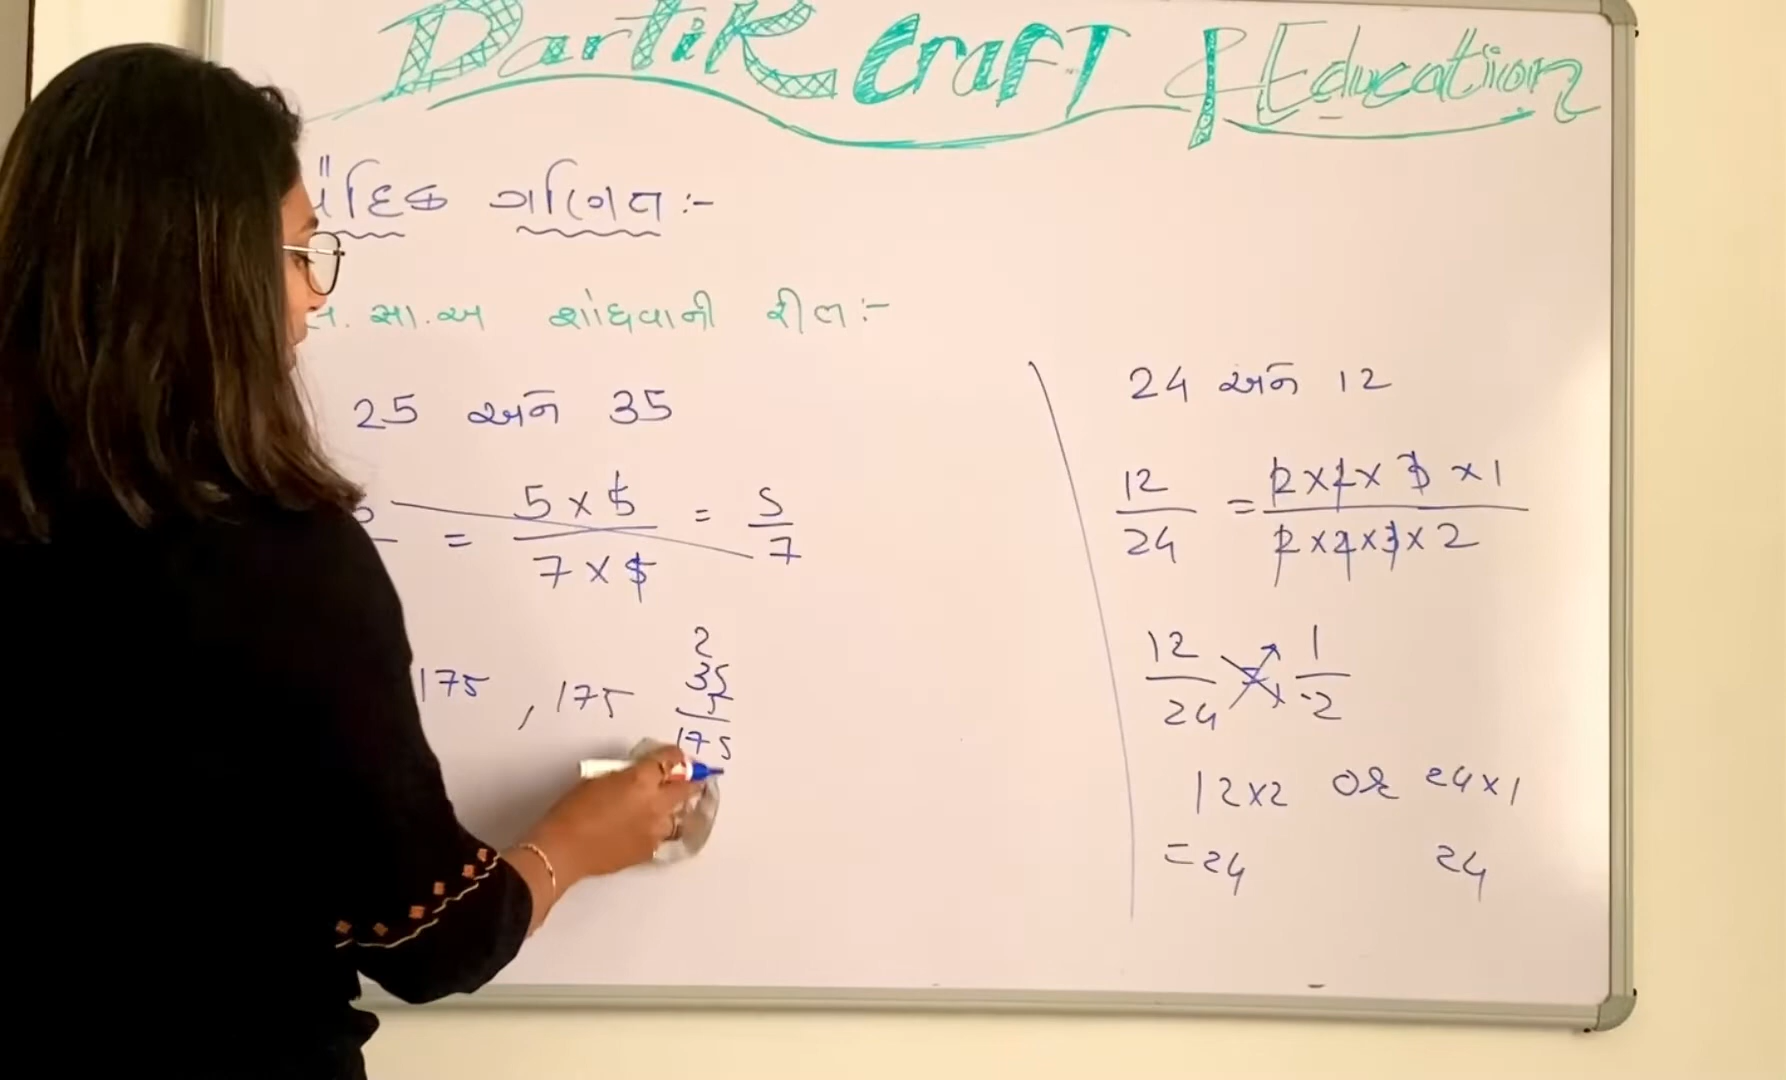 Dartik Craft & Education
વૈદિક ગણિત :-
લ. સા. અ શોધવાની રીત :-
25 અને 35
= 5 × 5 / 7 × 5 = 5 / 7
175 , 175
2
35
5
175
24 અને 12
12 / 24 = 2 × 2 × 3 × 1 / 2 × 2 × 3 × 2
12 / 24 = 1 / 2
12×2 or 24×1
= 24 24